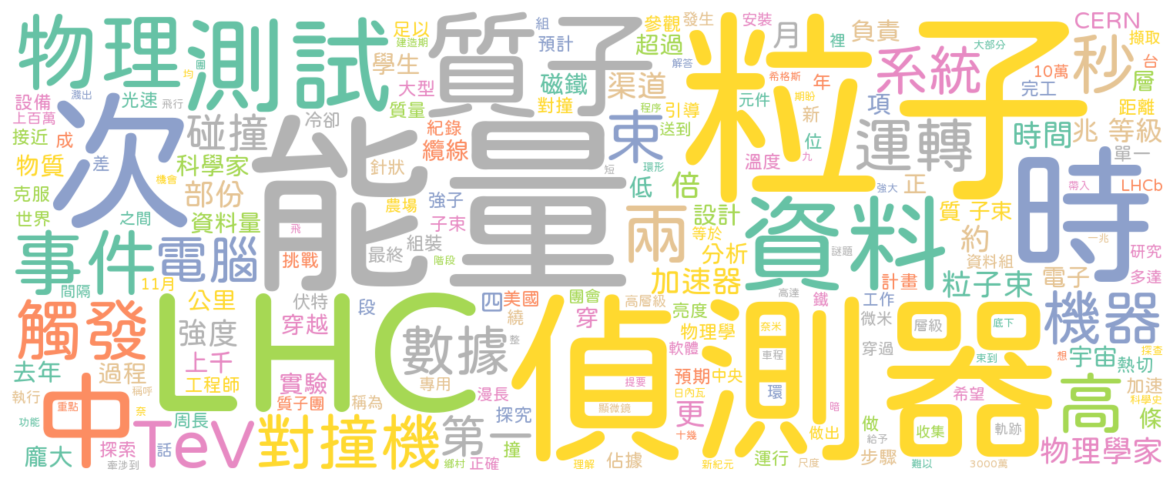 物理
測試
質子
粒子
足以
建造期
組
預計
參觀
超過
發生
安裝
月
裡
負責
大部分
CERN
擷取
秒
台
層
10萬
完工
距離
系統
設備
上百萬
濺出
光速
均
團
飛行
學生
大型
磁鐵
渠道
解答
希格斯
年
項
接近
成
次
碰撞
冷卻
質量
紀錄
對撞
程序
引導
元件
期盼
新
位
運轉
時間
兆
等級
物質
差
科學家
機會
能量
針狀
纜線
短
束
送到
環形
溫度
九
正
單一
強大
帶入
LHCb
克服
世界
之間
部份
資料量
飛
農場
強子
子束
低
倍
兩
設計
等於
分析
資料
謎題
質 子束
約
資料組
時
一兆
研究
多達
事件
電腦
挑戰
組裝
最終
階段
加速器
計畫
粒子束
電子
間隔
11月
公里
伏特
段
四
美國
團會
高層級
亮度
高達
鐵
工作
觸發
LHC
強度
穿越
數據
繞
穿
物理學
奈米
微米
層級
底下
機器
偵測器
去年
過程
上千
工程師
實驗
整
專用
軟體
車程
穿過
東到
想
宇宙
探查
熱切
執行
稱呼
質子團
漫長
提要
預期
中央
日內瓦
環
希望
高
加速
科學史
中
重點
功能
奈
周長
稱為
探究
顯微鏡
更
暗
做
收集
軌跡
條
龐大
探索
牽涉到
話
TeV
對撞機
第一
鄉村
正確
撞
理解
佔據
十幾
新紀元
做出
尺度
給予
運行
步驟
難以
3000萬
物理學家